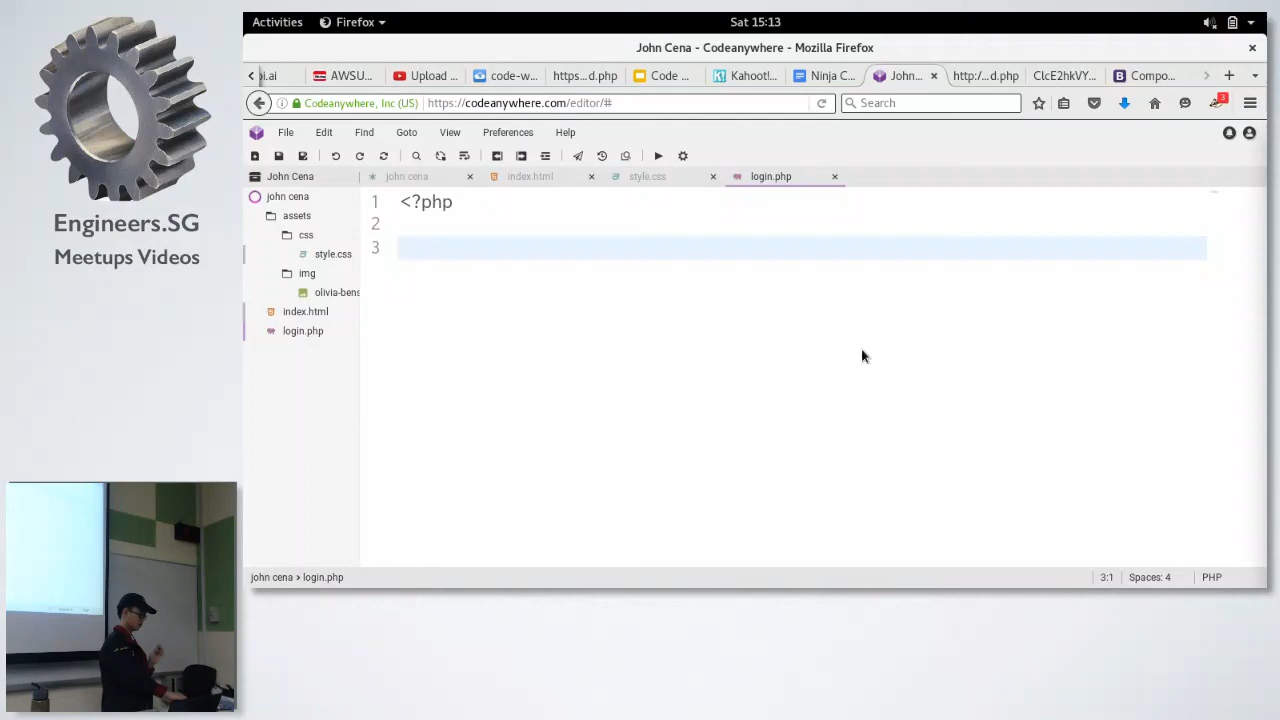 Engineers.SG
Meetups Videos
Activities
Firefox
Sat 15:13
John Cena - Codeanywhere - Mozilla Firefox
AWSU...
Upload ...
code-w...
https...d.php
Code ...
Kahoot!...
Ninja C...
John...
http:/...d.php
Compo...
Codeanywhere, Inc (US)
https://codeanywhere.com/editor/#
Search
3
File Edit Find Goto View Preferences Help
John Cena
john cena
index.html
style.css
login.php
john cena
assets
css
style.css
img
olivia-bens
index.html
login.php
1 <?php
2
3
john cena > login.php
3:1
Spaces: 4
PHP